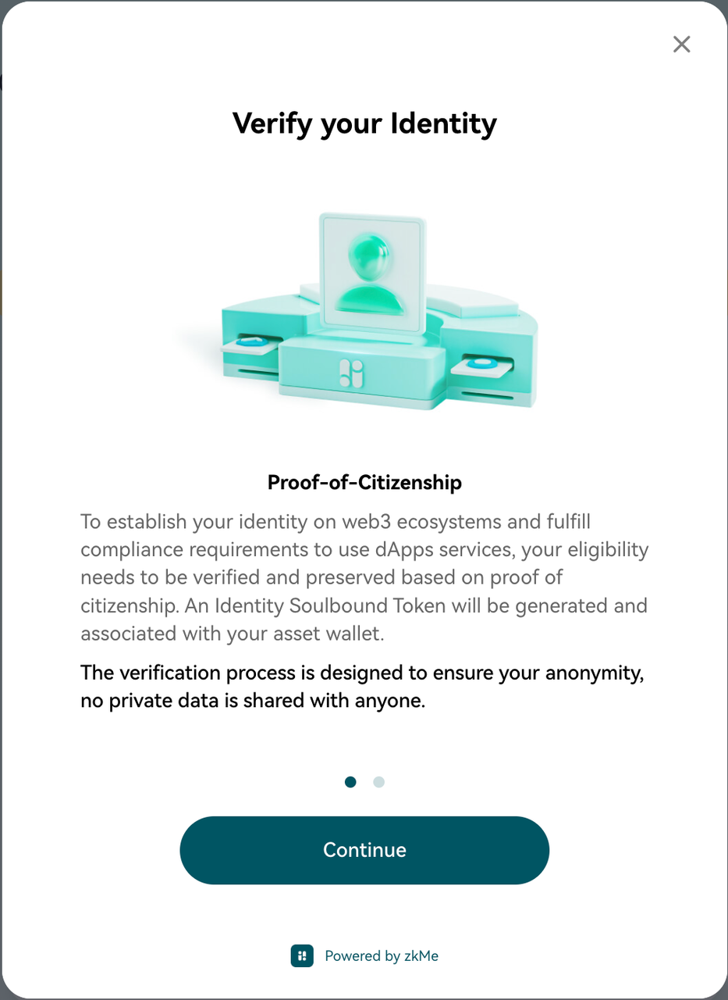 Verify your Identity
Proof-of-Citizenship
To establish your identity on web3 ecosystems and fulfill
compliance requirements to use dApps services, your eligibility
needs to be verified and preserved based on proof of
citizenship. An Identity Soulbound Token will be generated and
associated with your asset wallet.
The verification process is designed to ensure your anonymity,
no private data is shared with anyone.
Continue
Powered by zkMe